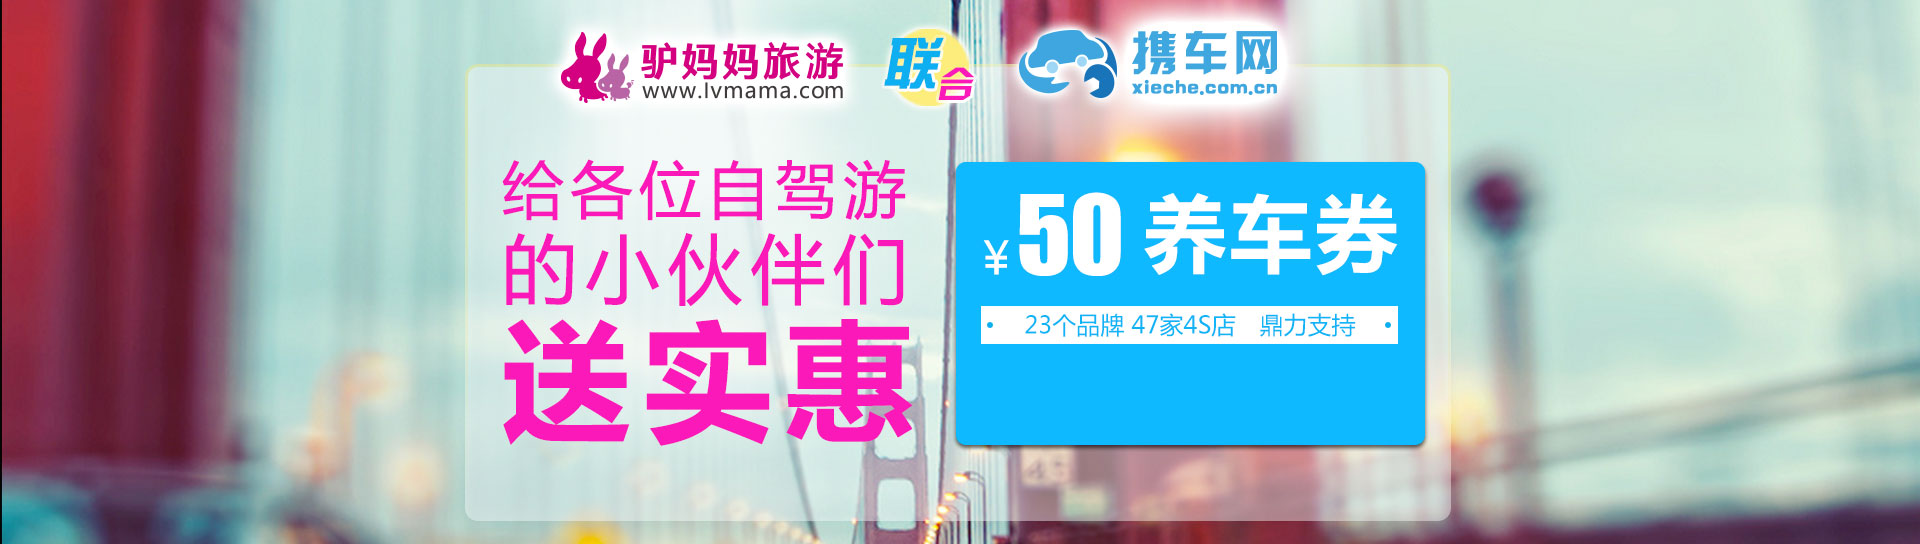 驴妈妈旅游
www.lvmama.com
联合
携车网
xieche.com.cn
给各位自驾游
的小伙伴们
送实惠
¥50 养车券
• 23个品牌 47家4S店 鼎力支持 •